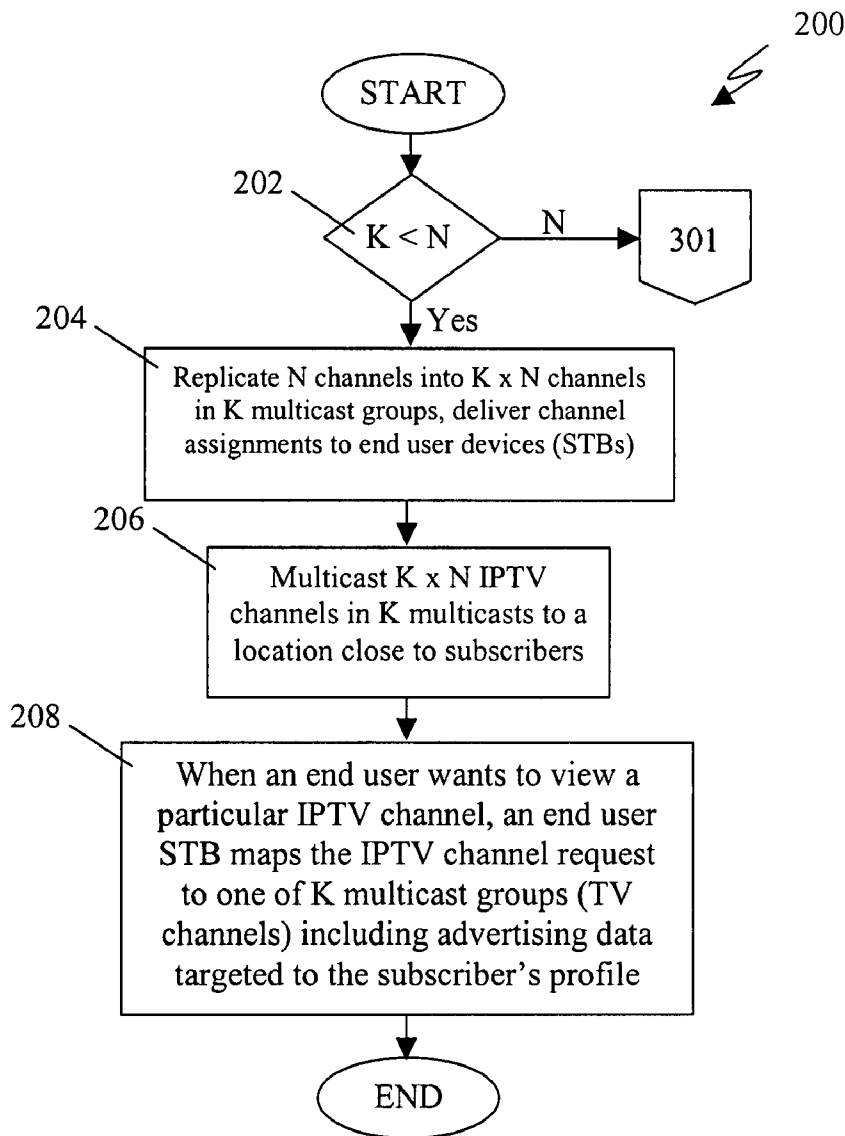 200
START
202
K < N
N
301
Yes
204
Replicate N channels into K x N channels
in K multicast groups, deliver channel
assignments to end user devices (STBs)
206
Multicast K x N IPTV
channels in K multicasts to a
location close to subscribers
208
When an end user wants to view a
particular IPTV channel, an end user
STB maps the IPTV channel request
to one of K multicast groups (TV
channels) including advertising data
targeted to the subscriber's profile
END